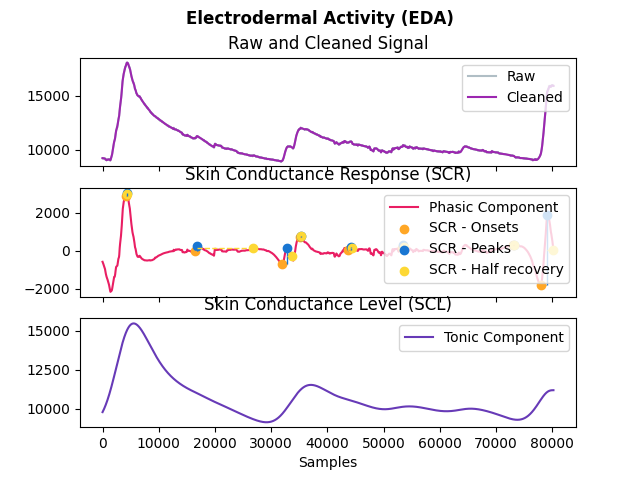 Electrodermal Activity (EDA)
Raw and Cleaned Signal
15000
10000
Raw
Cleaned
Skin Conductance Response (SCR)
2000
0
−2000
Phasic Component
SCR - Onsets
SCR - Peaks
SCR - Half recovery
Skin Conductance Level (SCL)
15000
12500
10000
Tonic Component
0 10000 20000 30000 40000 50000 60000 70000 80000
Samples